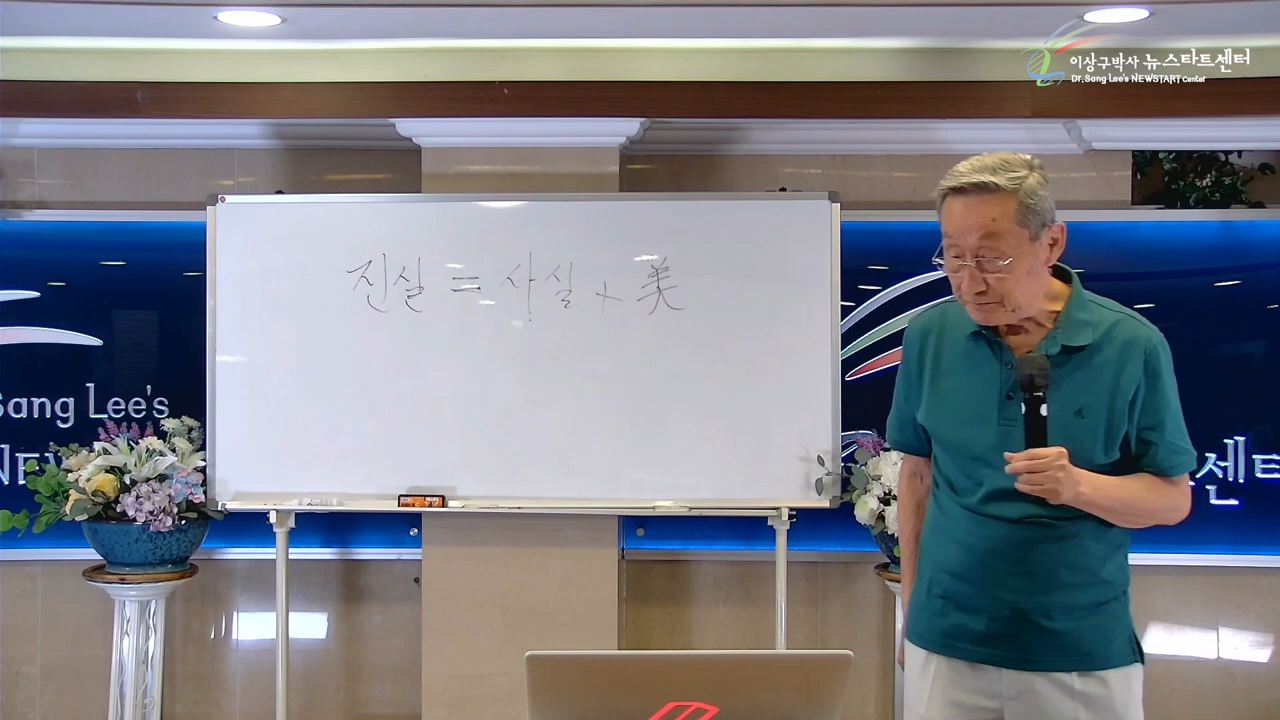 이상구박사 뉴스타트센터
Dr. Sang Lee's NEWSTART Center
진실 = 사실 + 美
Sang Lee's
센터